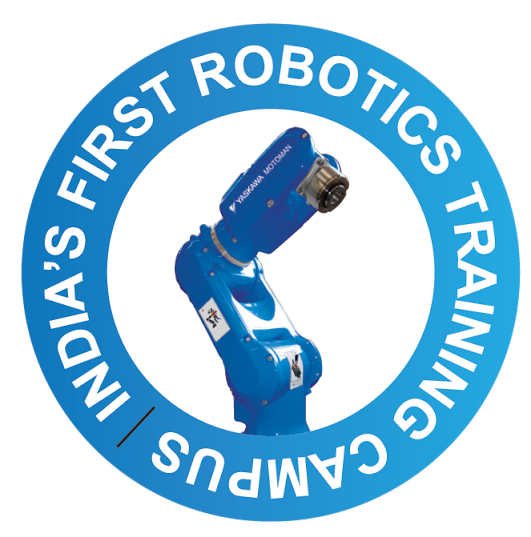 INDIA'S FIRST ROBOTICS TRAINING CAMPUS
YASKAWA MOTOMAN